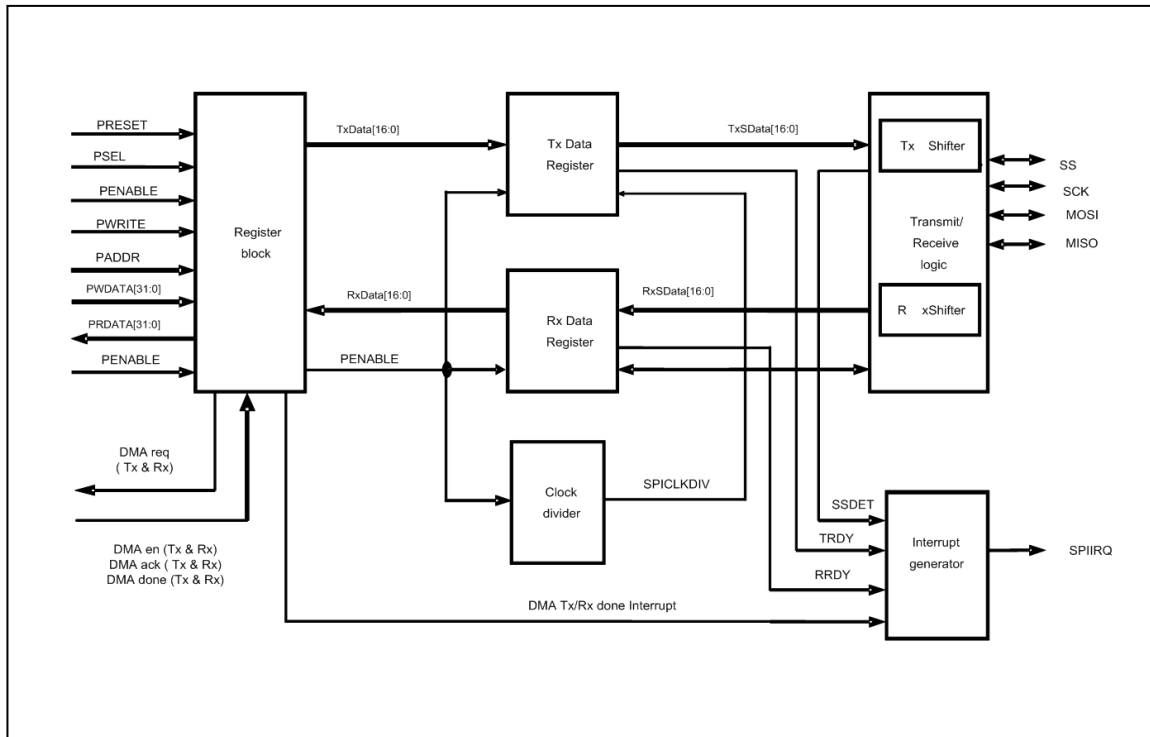 PRESET
PSEL
PENABLE
PWRITE
PADDR
PWDATA[31:0]
PRDATA[31:0]
PENABLE
Register
block
DMA req
( Tx & Rx)
DMA en (Tx & Rx)
DMA ack ( Tx & Rx)
DMA done (Tx & Rx)
TxData[16:0]
RxData[16:0]
PENABLE
Tx Data
Register
Rx Data
Register
Clock
divider
SPICLKDIV
DMA Tx/Rx done Interrupt
TxSData[16:0]
RxSData[16:0]
Tx Shifter
Transmit/
Receive
logic
R xShifter
SS
SCK
MOSI
MISO
SSDET
TRDY
RRDY
Interrupt
generator
SPIIRQ